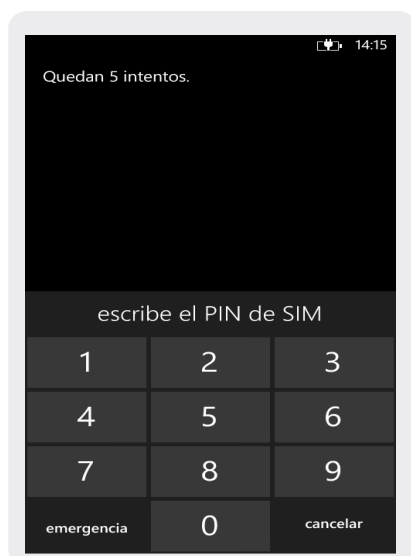 14:15
Quedan 5 intentos.
escribe el PIN de SIM
1 2 3
4 5 6
7 8 9
emergencia 0 cancelar